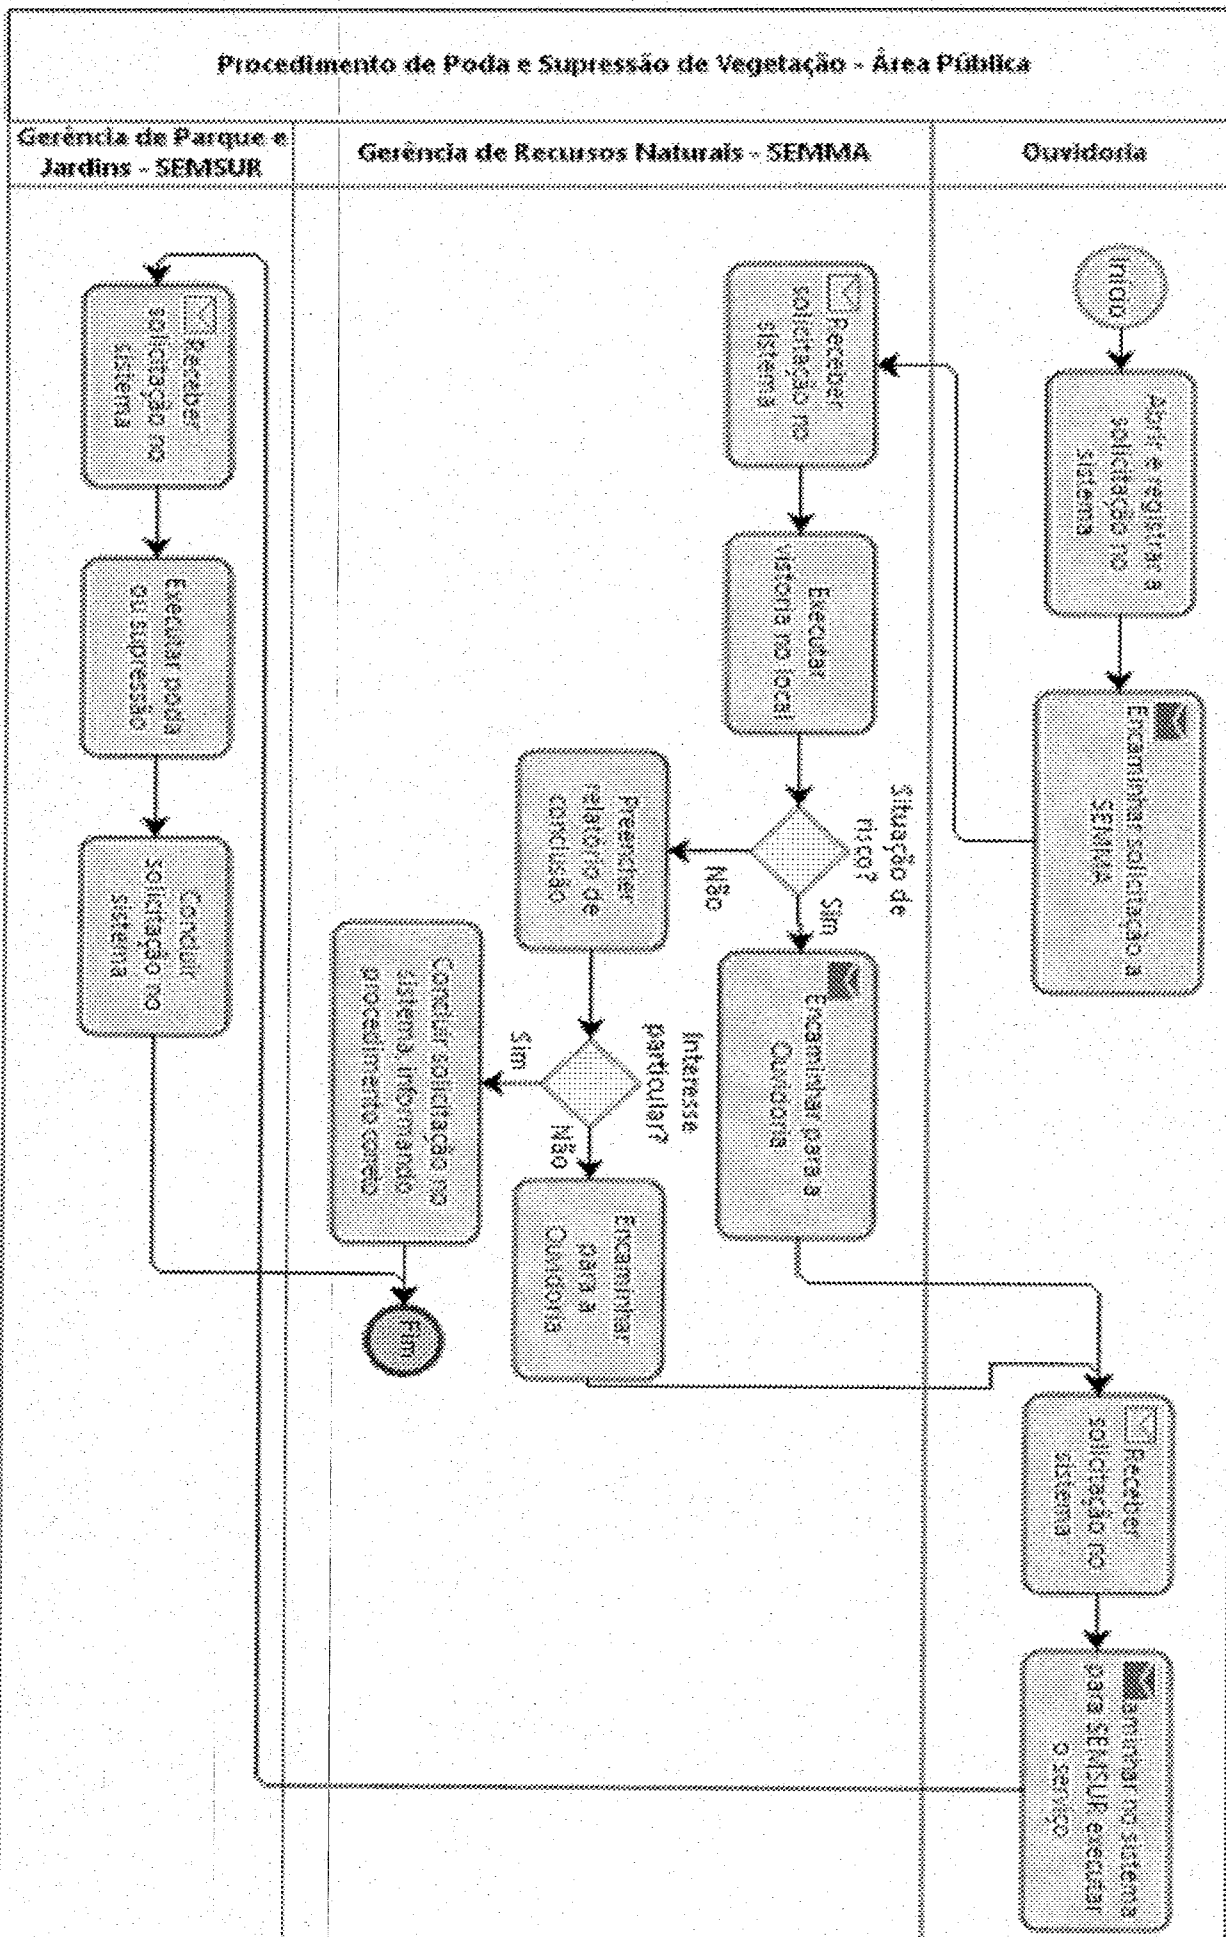 Procedimento de Poda e Supressão de Vegetação - Área Pública
Gerência de Parque e
Jardins - SEMSUR
Gerência de Recursos Naturais - SEMMA
Ouvidoria
Início
Abrir e registrar a
solicitação no
sistema
Encaminhar solicitação a
SEMMA
Receber
solicitação no
sistema
Executar
vistoria no local
Situação de
risco?
Sim
Não
Encaminhar para a
Ouvidoria
Preencher
relatório de
conclusão
Interesse
particular?
Sim
Não
Concluir solicitação no
sistema informando
procedimento correto
Encaminhar
para a
Ouvidoria
Fim
Receber
solicitação no
sistema
aminhar no sistema
para SEMSUR executar
o serviço
Receber
solicitação no
sistema
Executar poda
ou supressão
Concluir
solicitação no
sistema